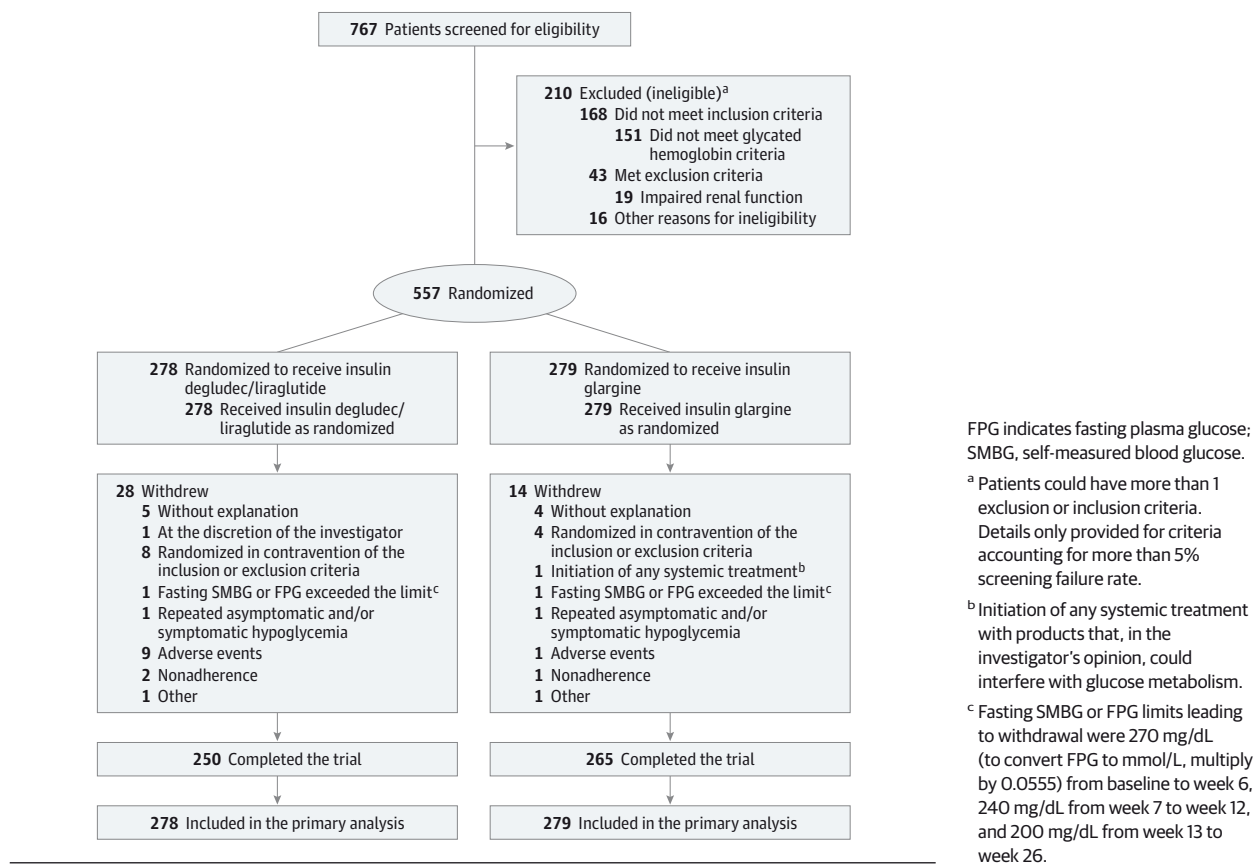 767 Patients screened for eligibility
210 Excluded (ineligible)a
168 Did not meet inclusion criteria
151 Did not meet glycated
hemoglobin criteria
43 Met exclusion criteria
19 Impaired renal function
16 Other reasons for ineligibility
557 Randomized
278 Randomized to receive insulin
degludec/liraglutide
278 Received insulin degludec/
liraglutide as randomized
279 Randomized to receive insulin
glargine
279 Received insulin glargine
as randomized
28 Withdrew
5 Without explanation
1 At the discretion of the investigator
8 Randomized in contravention of the
inclusion or exclusion criteria
1 Fasting SMBG or FPG exceeded the limitc
1 Repeated asymptomatic and/or
symptomatic hypoglycemia
9 Adverse events
2 Nonadherence
1 Other
14 Withdrew
4 Without explanation
4 Randomized in contravention of the
inclusion or exclusion criteria
1 Initiation of any systemic treatmentb
1 Fasting SMBG or FPG exceeded the limitc
1 Repeated asymptomatic and/or
symptomatic hypoglycemia
1 Adverse events
1 Nonadherence
1 Other
250 Completed the trial
265 Completed the trial
278 Included in the primary analysis
279 Included in the primary analysis
FPG indicates fasting plasma glucose;
SMBG, self-measured blood glucose.
a Patients could have more than 1
exclusion or inclusion criteria.
Details only provided for criteria
accounting for more than 5%
screening failure rate.
b Initiation of any systemic treatment
with products that, in the
investigator's opinion, could
interfere with glucose metabolism.
c Fasting SMBG or FPG limits leading
to withdrawal were 270 mg/dL
(to convert FPG to mmol/L, multiply
by 0.0555) from baseline to week 6,
240 mg/dL from week 7 to week 12,
and 200 mg/dL from week 13 to
week 26.